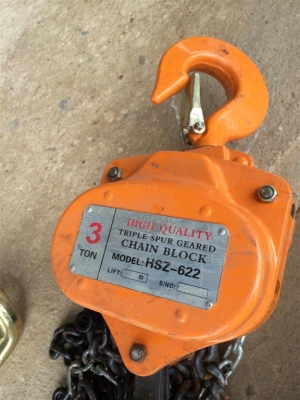 HIGH QUALITY
TRIPLE SPUR GEARED
CHAIN BLOCK
3 TON
MODEL: HSZ-622
LIFT: m S/NO: